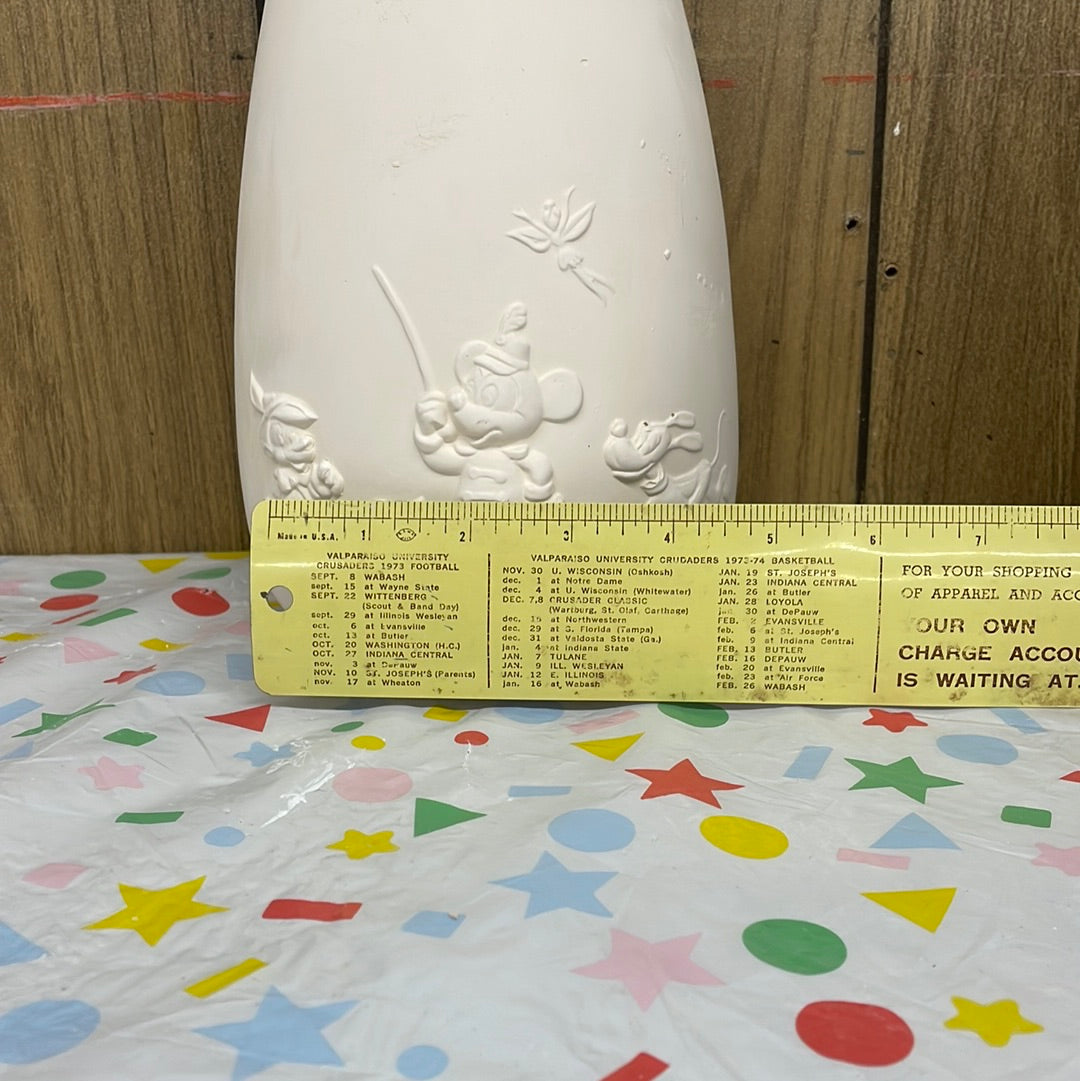 MADE IN U.S.A.
1 2 3 4 5 6 7
VALPARAISO UNIVERSITY
CRUSADERS 1973 FOOTBALL
SEPT. 8 WABASH
sept. 15 at Wayne State
SEPT. 22 WITTENBERG
(Scout & Band Day)
sept. 29 at Illinois Wesleyan
oct. 6 at Evansville
oct. 13 at Butler
OCT. 20 WASHINGTON (H.C.)
OCT. 27 INDIANA CENTRAL
nov. 3 at DePauw
NOV. 10 ST. JOSEPH'S (Parents)
nov. 17 at Wheaton
VALPARAISO UNIVERSITY CRUSADERS 1973-74 BASKETBALL
NOV. 30 U. WISCONSIN (Oshkosh)
dec. 1 at Notre Dame
dec. 4 at U. Wisconsin (Whitewater)
DEC. 7,8 CRUSADER CLASSIC
(Wartburg, St. Olaf, Carthage)
dec. 15 at Northwestern
dec. 29 at S. Florida (Tampa)
dec. 31 at Valdosta State (Ga.)
jan. 4 at Indiana State
JAN. 7 TULANE
JAN. 9 ILL. WESLEYAN
JAN. 12 E. ILLINOIS
jan. 16 at Wabash
JAN. 19 ST. JOSEPH'S
JAN. 23 INDIANA CENTRAL
jan. 26 at Butler
JAN. 28 LOYOLA
jan 30 at DePauw
FEB. 2 EVANSVILLE
feb. 6 at St. Joseph's
feb. 9 at Indiana Central
FEB. 13 BUTLER
FEB. 16 DEPAUW
feb. 20 at Evansville
feb. 23 at Air Force
FEB. 26 WABASH
FOR YOUR SHOPPING
OF APPAREL AND ACC
YOUR OWN
CHARGE ACCOU
IS WAITING AT